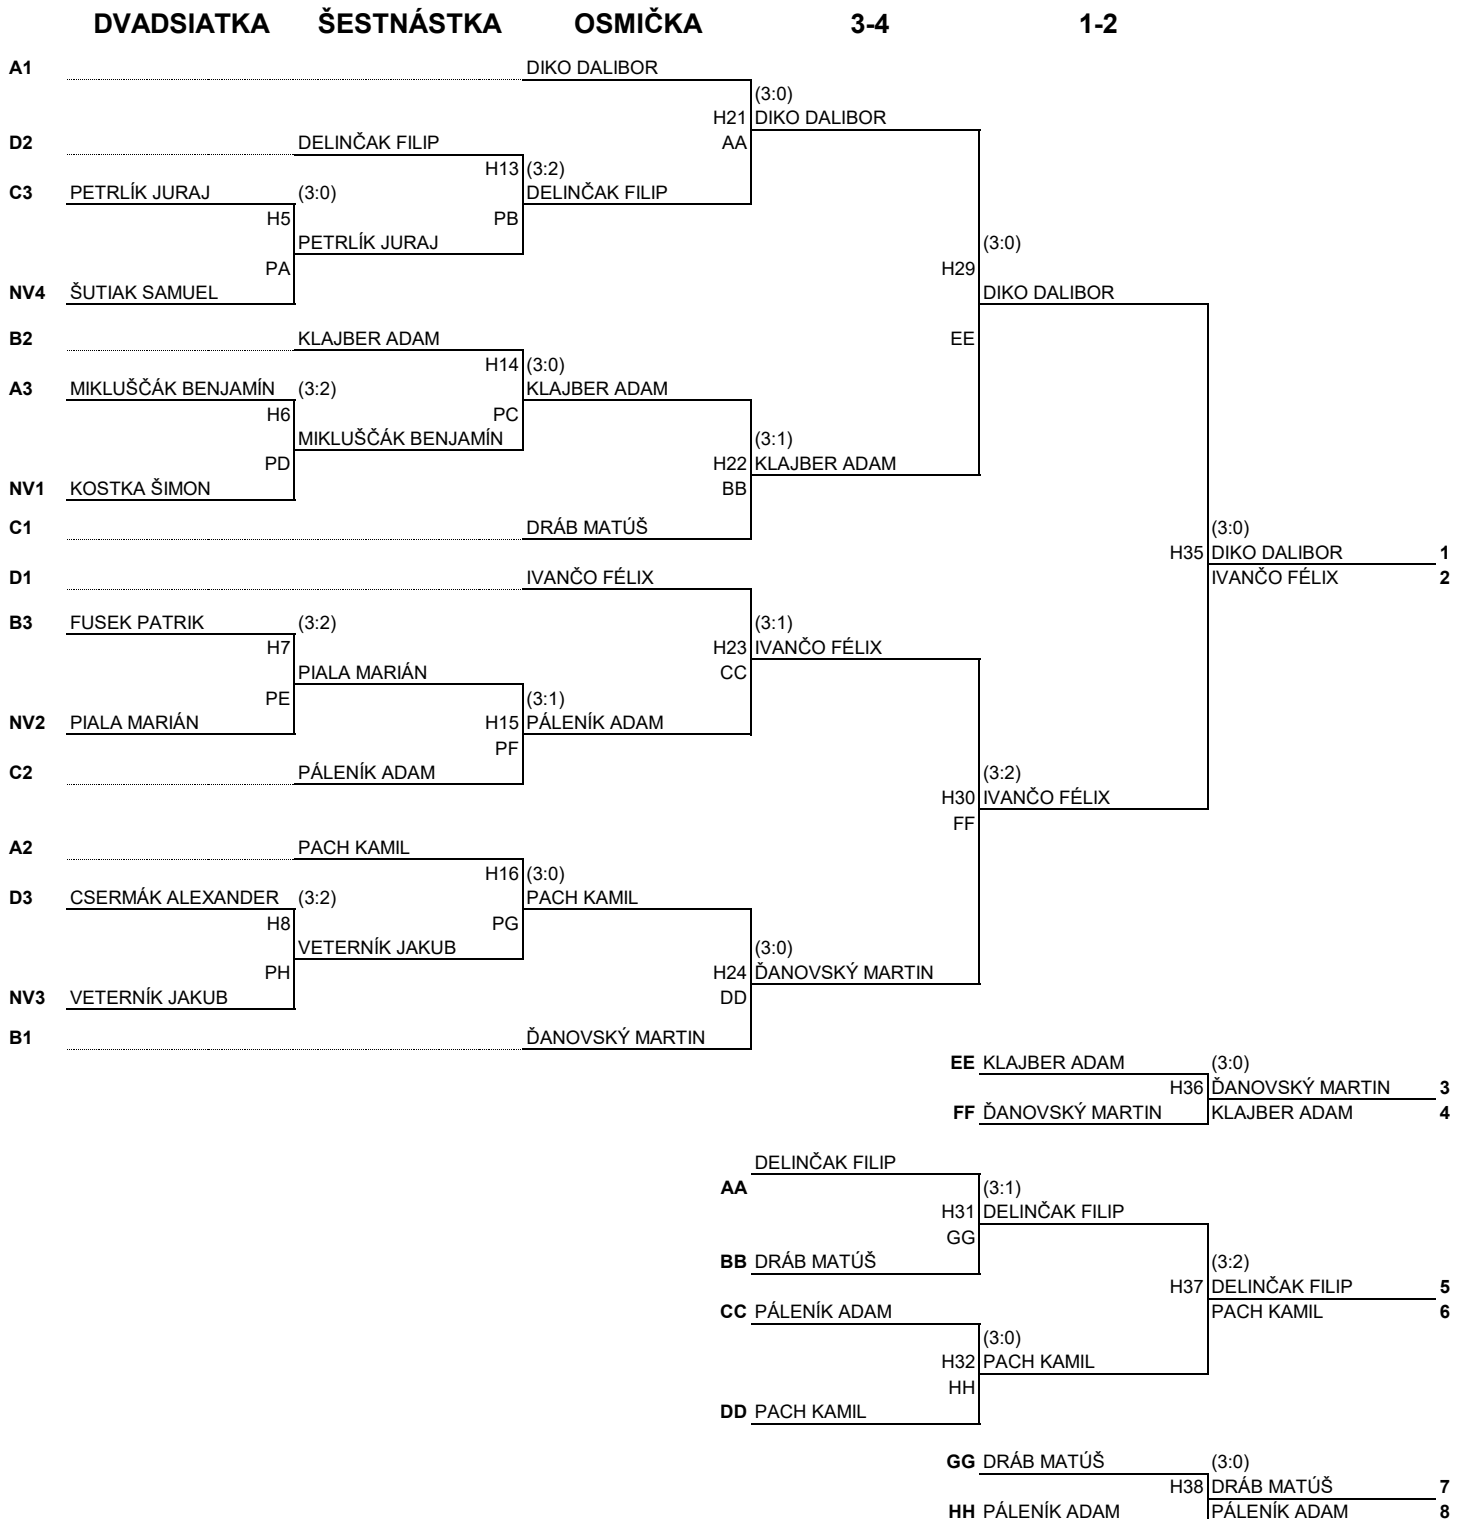 DVADSIATKA ŠESTNÁSTKA OSMIČKA 3-4 1-2
A1 DIKO DALIBOR
(3:0)
H21 DIKO DALIBOR
D2 DELINČAK FILIP AA
H13 (3:2)
C3 PETRLÍK JURAJ (3:0) DELINČAK FILIP
H5 PB
PETRLÍK JURAJ (3:0)
PA H29
NV4 ŠUTIAK SAMUEL DIKO DALIBOR
B2 KLAJBER ADAM EE
H14 (3:0)
A3 MIKLUŠČÁK BENJAMÍN (3:2) KLAJBER ADAM
H6 PC
MIKLUŠČÁK BENJAMÍN (3:1)
PD H22 KLAJBER ADAM
NV1 KOSTKA ŠIMON BB
C1 DRÁB MATÚŠ (3:0)
H35 DIKO DALIBOR 1
D1 IVANČO FÉLIX IVANČO FÉLIX 2
B3 FUSEK PATRIK (3:2) (3:1)
H7 H23 IVANČO FÉLIX
PIALA MARIÁN CC
PE (3:1)
NV2 PIALA MARIÁN H15 PÁLENÍK ADAM
PF
C2 PÁLENÍK ADAM (3:2)
H30 IVANČO FÉLIX
FF
A2 PACH KAMIL
H16 (3:0)
D3 CSERMÁK ALEXANDER (3:2) PACH KAMIL
H8 PG
VETERNÍK JAKUB (3:0)
PH H24 ĎANOVSKÝ MARTIN
NV3 VETERNÍK JAKUB DD
B1 ĎANOVSKÝ MARTIN
EE KLAJBER ADAM (3:0)
H36 ĎANOVSKÝ MARTIN 3
FF ĎANOVSKÝ MARTIN KLAJBER ADAM 4
DELINČAK FILIP
AA (3:1)
H31 DELINČAK FILIP
GG
BB DRÁB MATÚŠ (3:2)
H37 DELINČAK FILIP 5
CC PÁLENÍK ADAM PACH KAMIL 6
(3:0)
H32 PACH KAMIL
HH
DD PACH KAMIL
GG DRÁB MATÚŠ (3:0)
H38 DRÁB MATÚŠ 7
HH PÁLENÍK ADAM PÁLENÍK ADAM 8